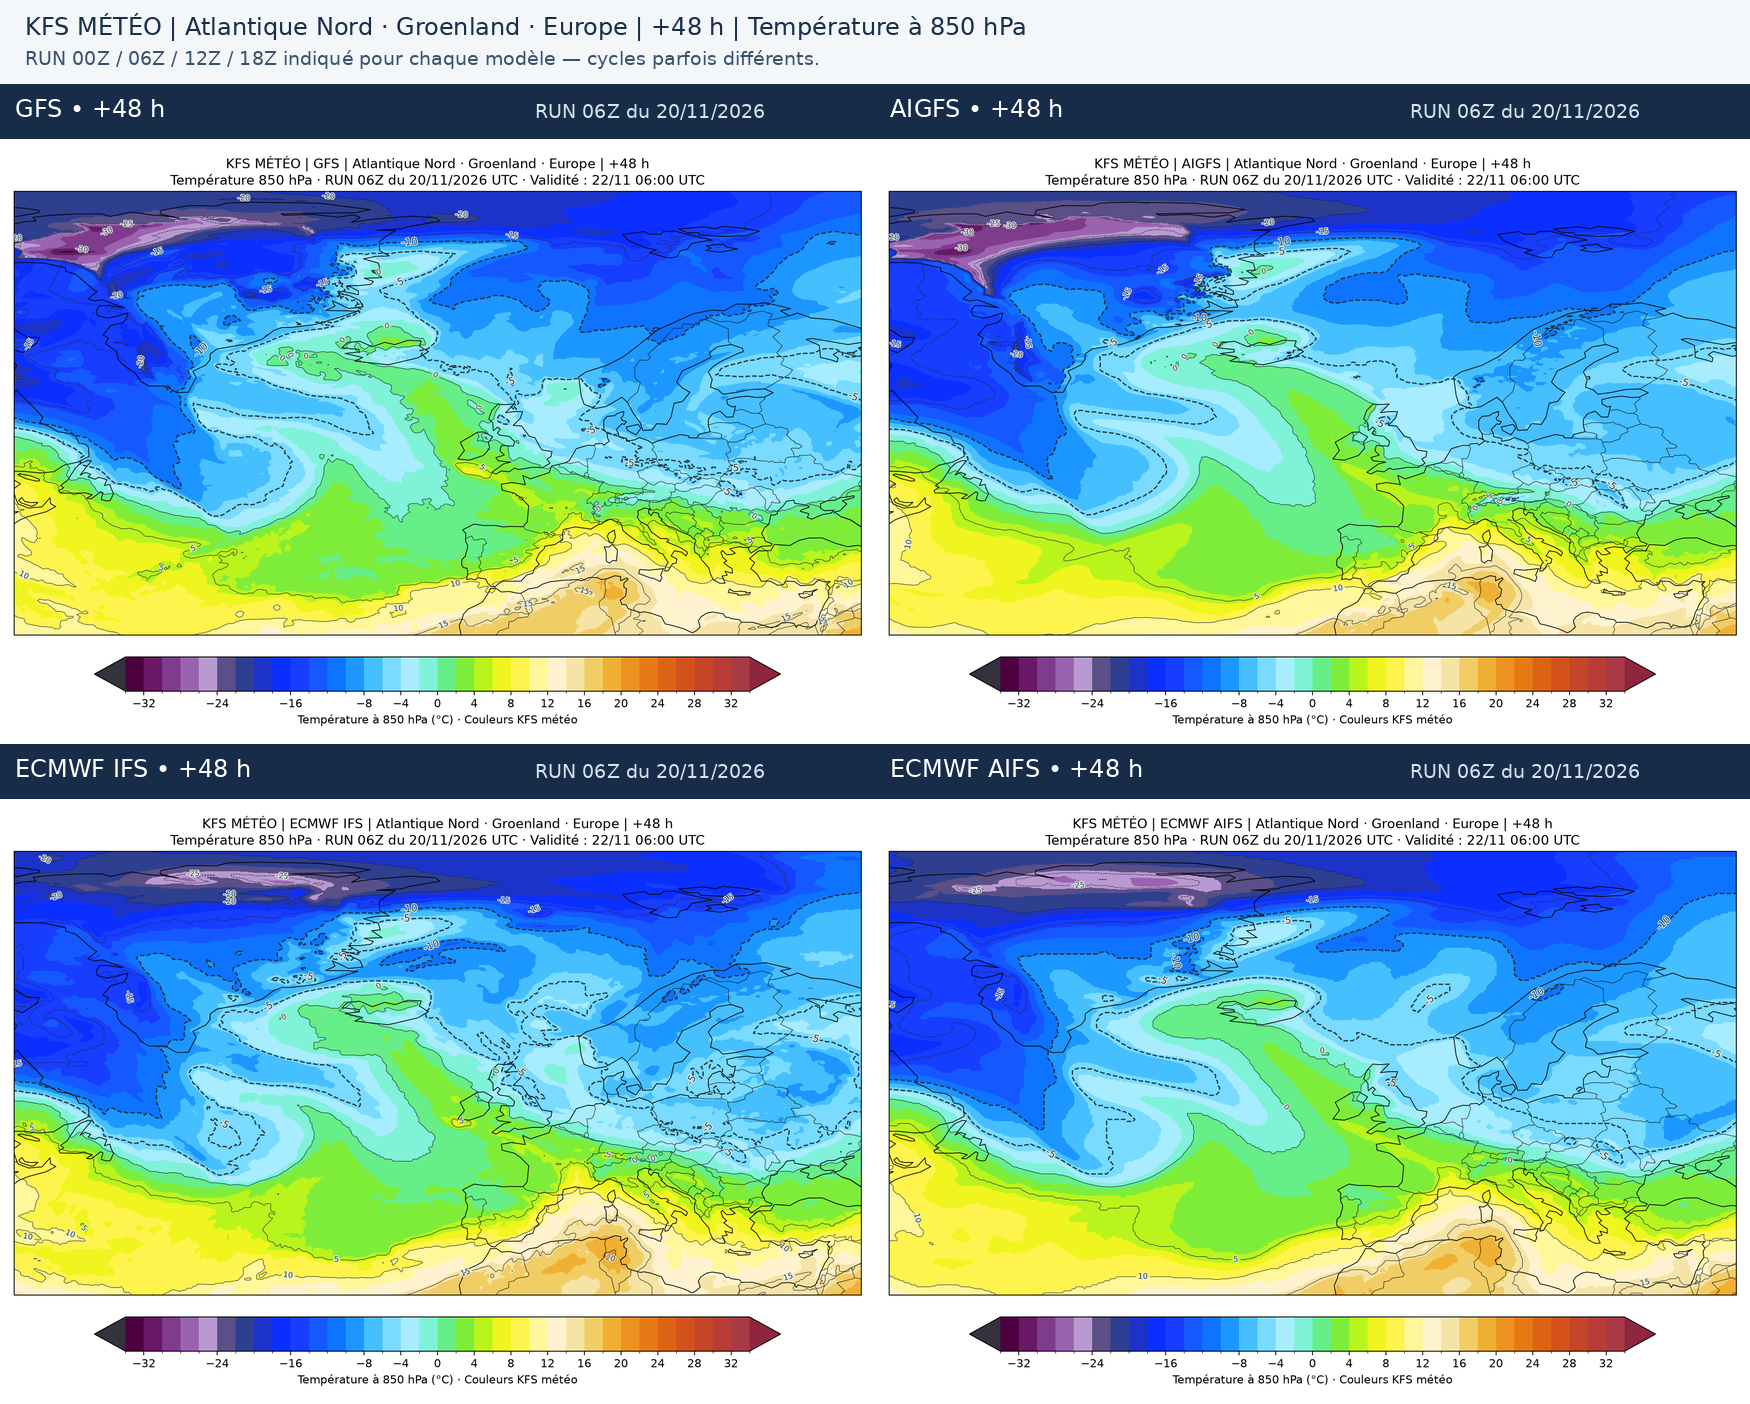 KFS MÉTÉO | Atlantique Nord · Groenland · Europe | +48 h | Température à 850 hPa
RUN 00Z / 06Z / 12Z / 18Z indiqué pour chaque modèle — cycles parfois différents.
GFS • +48 h
RUN 06Z du 20/11/2026
AIGFS • +48 h
RUN 06Z du 20/11/2026
KFS MÉTÉO | GFS | Atlantique Nord · Groenland · Europe | +48 h
Température 850 hPa · RUN 06Z du 20/11/2026 UTC · Validité : 22/11 06:00 UTC
KFS MÉTÉO | AIGFS | Atlantique Nord · Groenland · Europe | +48 h
Température 850 hPa · RUN 06Z du 20/11/2026 UTC · Validité : 22/11 06:00 UTC
−32 −24 −16 −8 −4 0 4 8 12 16 20 24 28 32
Température à 850 hPa (°C) · Couleurs KFS météo
−32 −24 −16 −8 −4 0 4 8 12 16 20 24 28 32
Température à 850 hPa (°C) · Couleurs KFS météo
ECMWF IFS • +48 h
RUN 06Z du 20/11/2026
ECMWF AIFS • +48 h
RUN 06Z du 20/11/2026
KFS MÉTÉO | ECMWF IFS | Atlantique Nord · Groenland · Europe | +48 h
Température 850 hPa · RUN 06Z du 20/11/2026 UTC · Validité : 22/11 06:00 UTC
KFS MÉTÉO | ECMWF AIFS | Atlantique Nord · Groenland · Europe | +48 h
Température 850 hPa · RUN 06Z du 20/11/2026 UTC · Validité : 22/11 06:00 UTC
−32 −24 −16 −8 −4 0 4 8 12 16 20 24 28 32
Température à 850 hPa (°C) · Couleurs KFS météo
−32 −24 −16 −8 −4 0 4 8 12 16 20 24 28 32
Température à 850 hPa (°C) · Couleurs KFS météo